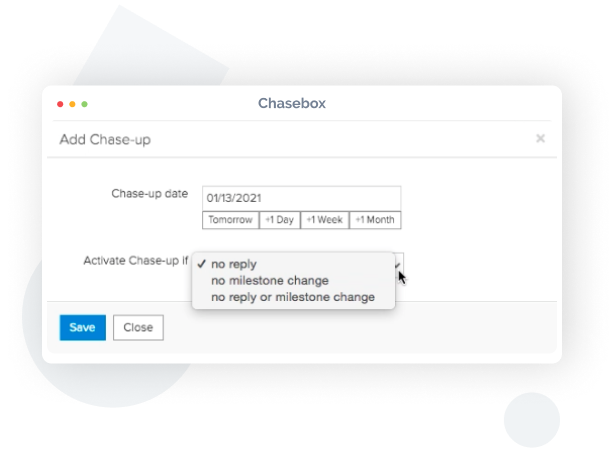 Chasebox
Add Chase-up ×
Chase-up date 01/13/2021
Tomorrow +1 Day +1 Week +1 Month
Activate Chase-up if ✓ no reply
no milestone change
no reply or milestone change
Save Close